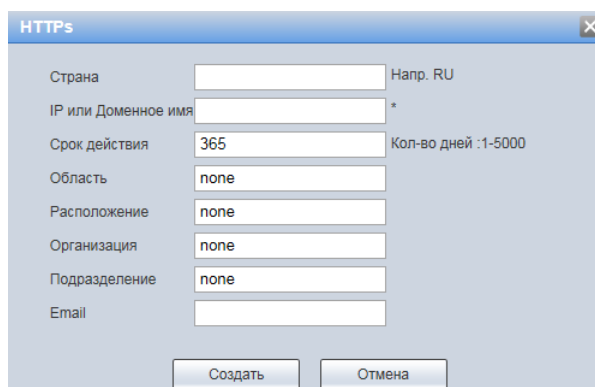 HTTPs
Страна Напр. RU
IP или Доменное имя *
Срок действия 365 Кол-во дней :1-5000
Область none
Расположение none
Организация none
Подразделение none
Email
Создать Отмена